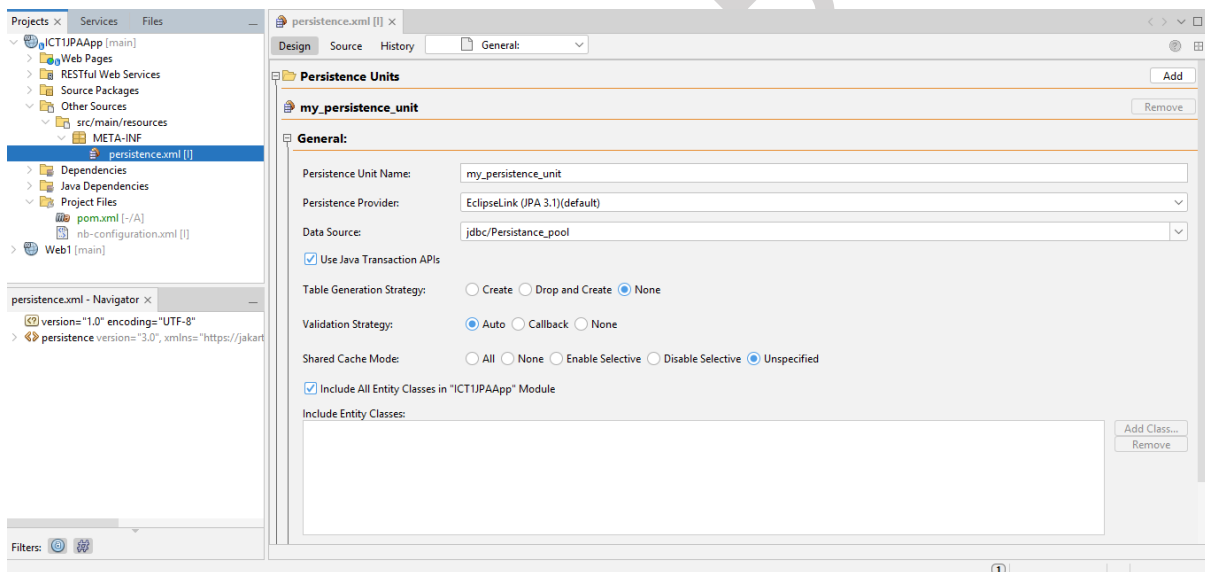 Projects × Services Files
ICT1JPAApp [main]
Web Pages
RESTful Web Services
Source Packages
Other Sources
src/main/resources
META-INF
persistence.xml [I]
Dependencies
Java Dependencies
Project Files
pom.xml [-/A]
nb-configuration.xml [I]
Web1 [main]
persistence.xml - Navigator ×
version="1.0" encoding="UTF-8"
persistence version="3.0", xmlns="https://jakart
Filters:
persistence.xml [I] ×
Design Source History General:
Persistence Units Add
my_persistence_unit Remove
General:
Persistence Unit Name: my_persistence_unit
Persistence Provider: EclipseLink (JPA 3.1)(default)
Data Source: jdbc/Persistance_pool
Use Java Transaction APIs
Table Generation Strategy: Create Drop and Create None
Validation Strategy: Auto Callback None
Shared Cache Mode: All None Enable Selective Disable Selective Unspecified
Include All Entity Classes in "ICT1JPAApp" Module
Include Entity Classes:
Add Class...
Remove
1